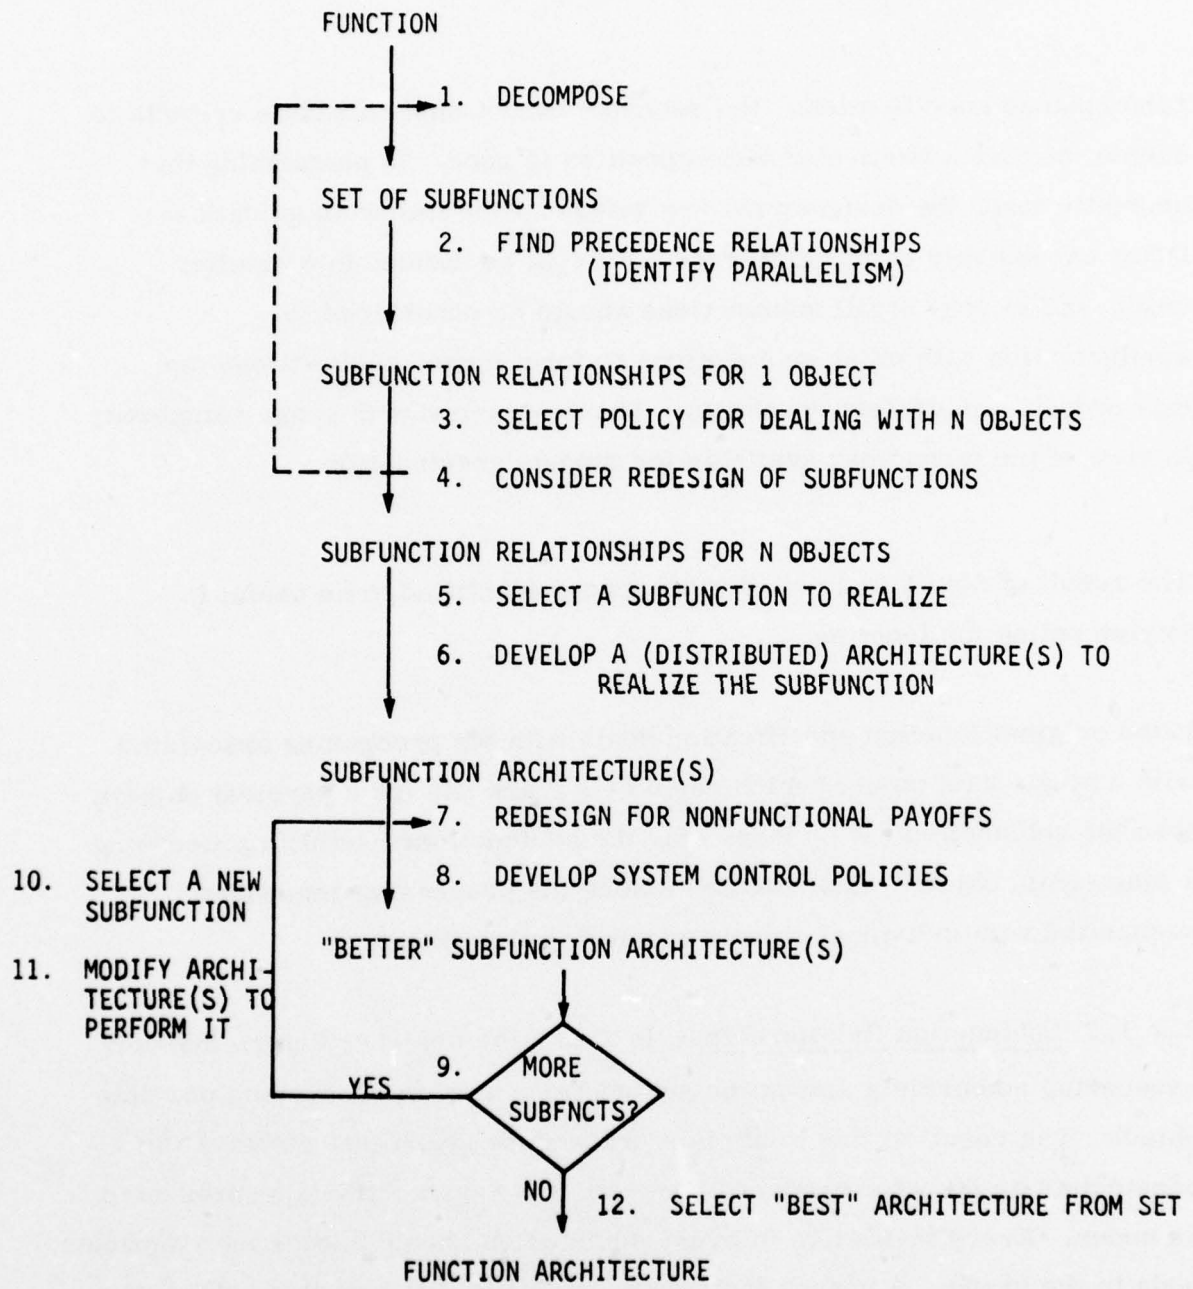 FUNCTION
1. DECOMPOSE
SET OF SUBFUNCTIONS
2. FIND PRECEDENCE RELATIONSHIPS
(IDENTIFY PARALLELISM)
SUBFUNCTION RELATIONSHIPS FOR 1 OBJECT
3. SELECT POLICY FOR DEALING WITH N OBJECTS
4. CONSIDER REDESIGN OF SUBFUNCTIONS
SUBFUNCTION RELATIONSHIPS FOR N OBJECTS
5. SELECT A SUBFUNCTION TO REALIZE
6. DEVELOP A (DISTRIBUTED) ARCHITECTURE(S) TO
REALIZE THE SUBFUNCTION
SUBFUNCTION ARCHITECTURE(S)
7. REDESIGN FOR NONFUNCTIONAL PAYOFFS
8. DEVELOP SYSTEM CONTROL POLICIES
10. SELECT A NEW
SUBFUNCTION
"BETTER" SUBFUNCTION ARCHITECTURE(S)
11. MODIFY ARCHI-
TECTURE(S) TO
PERFORM IT
9. MORE
SUBFNCTS?
YES
NO
12. SELECT "BEST" ARCHITECTURE FROM SET
FUNCTION ARCHITECTURE